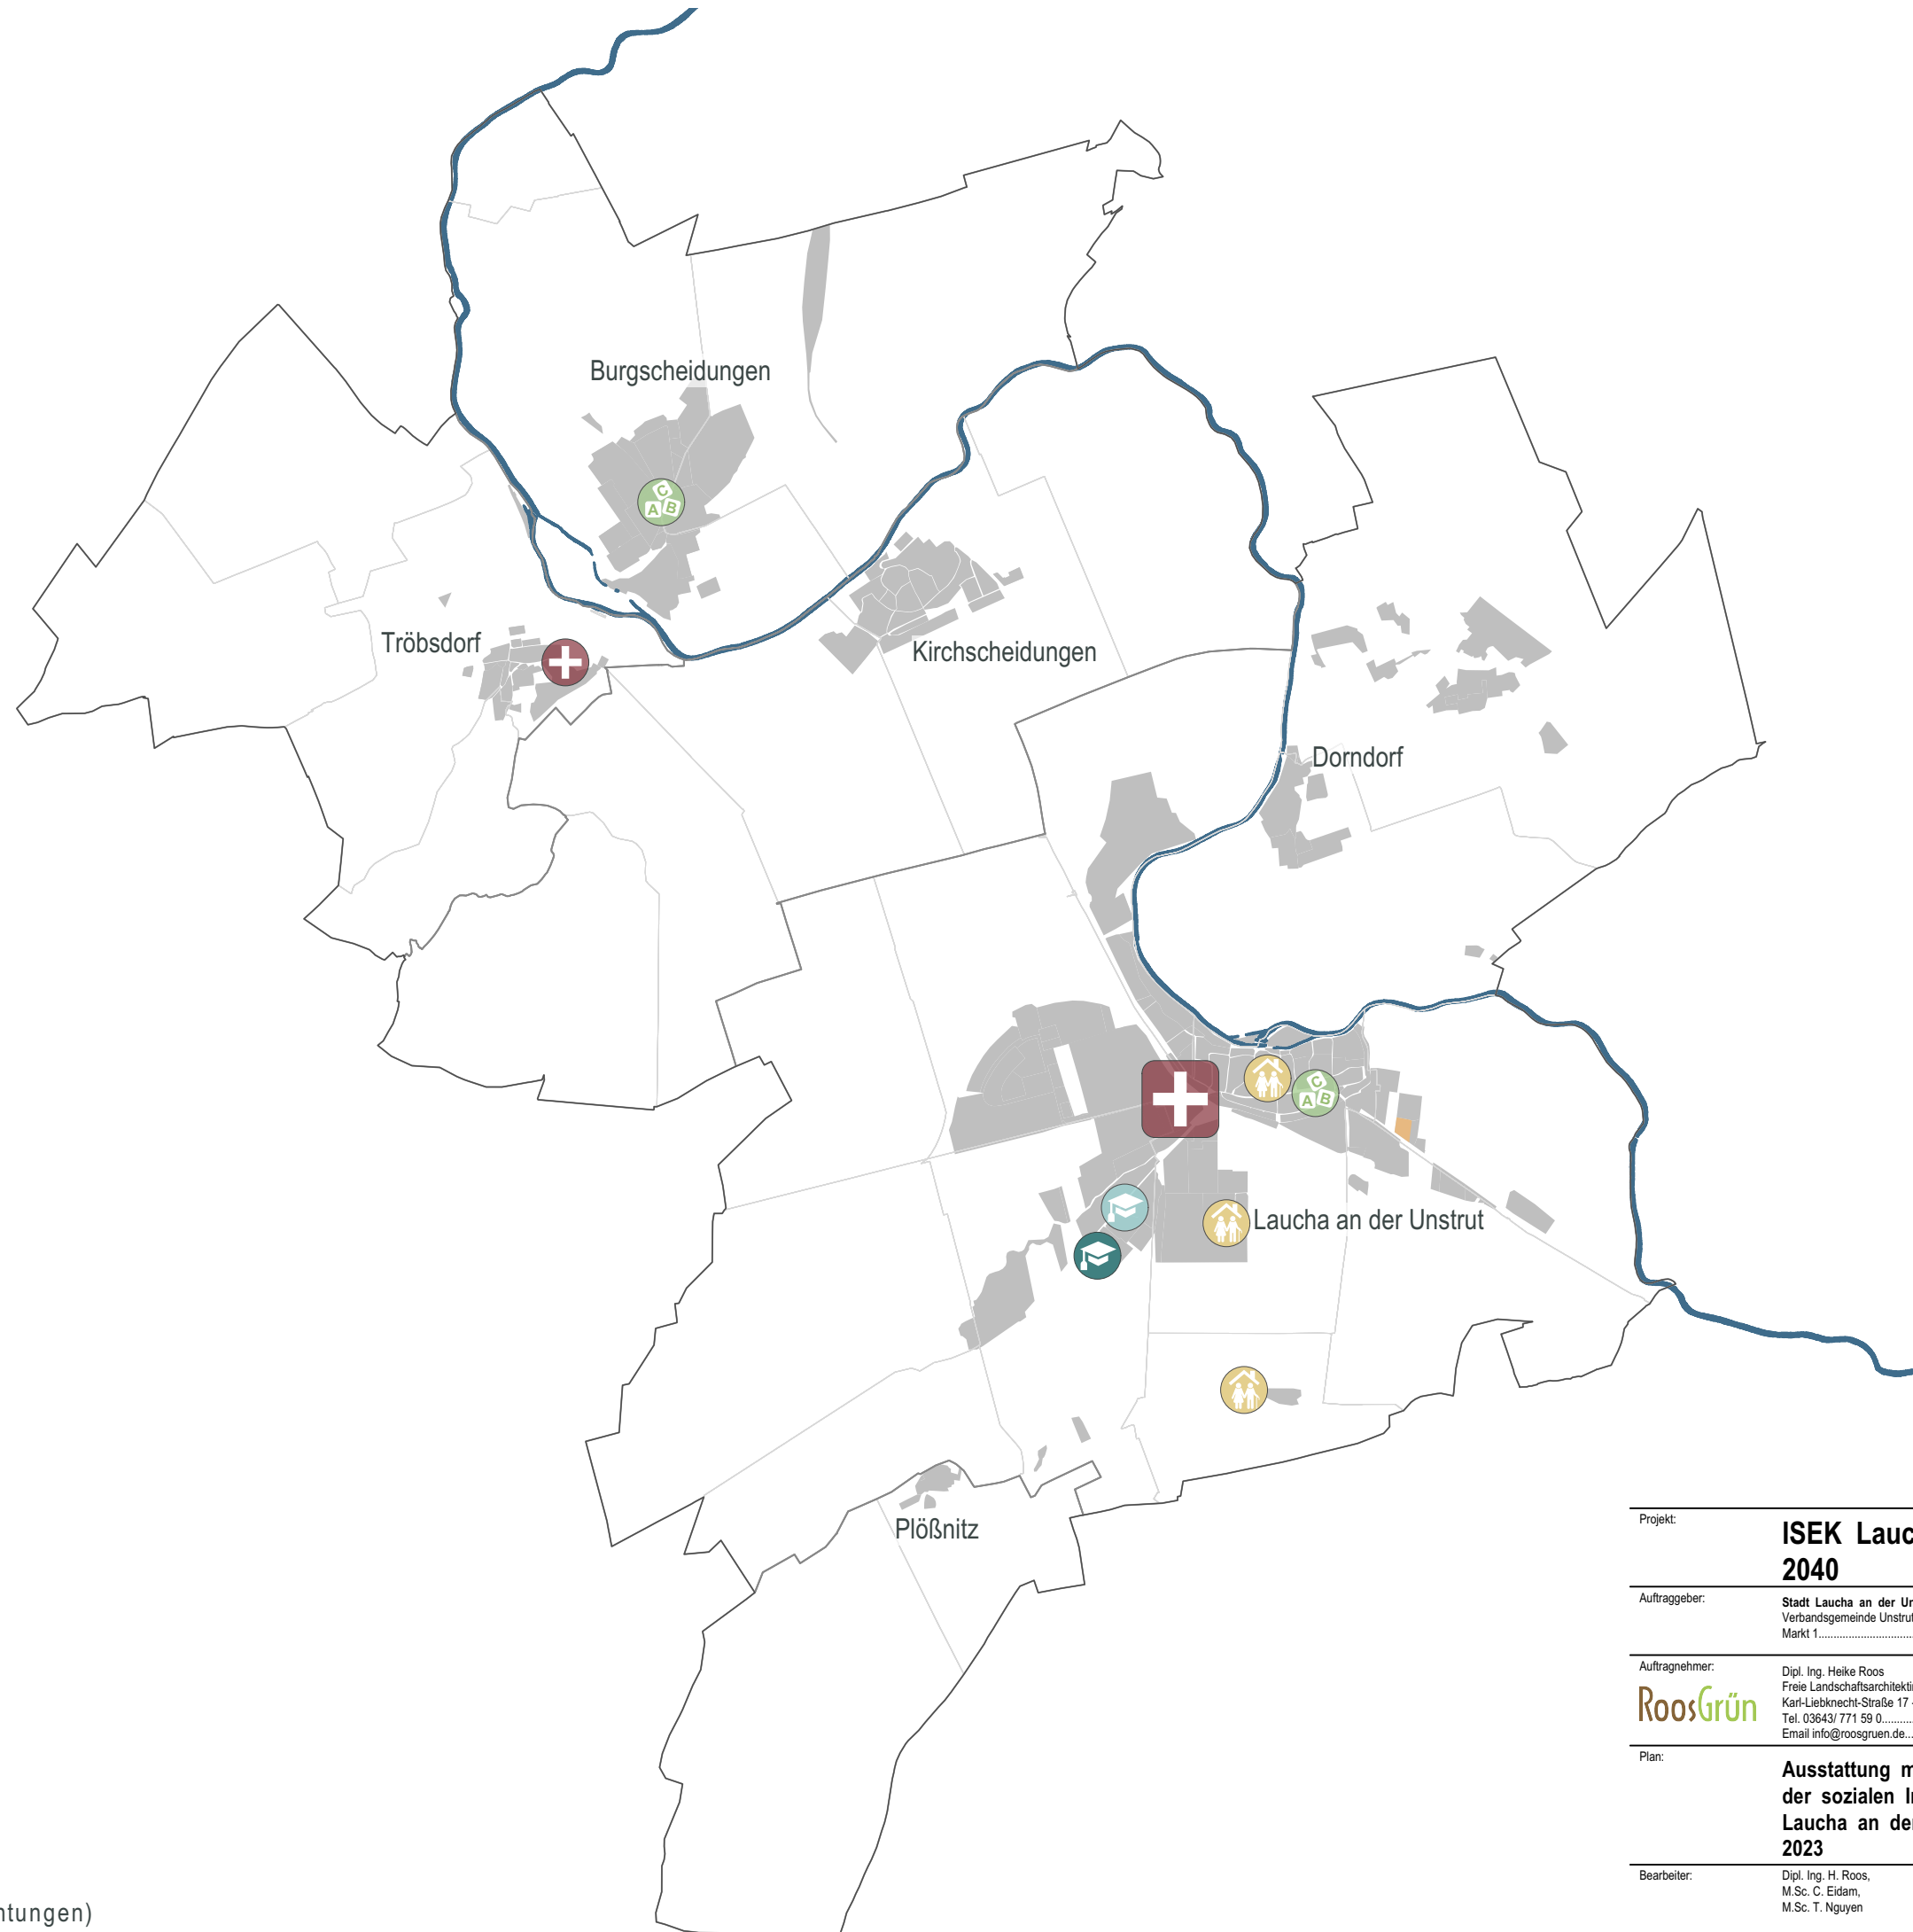 Burgscheidungen
Tröbsdorf
Kirchscheidungen
Dorndorf
Laucha an der Unstrut
Plößnitz
Projekt:
ISEK Lauc
2040
Auftraggeber:
Stadt Laucha an der Un
Verbandsgemeinde Unstrut
Markt 1
Auftragnehmer:
RoosGrün
Dipl. Ing. Heike Roos
Freie Landschaftsarchitektin
Karl-Liebknecht-Straße 17 -
Tel. 03643/ 771 59 0
Email info@roosgruen.de
Plan:
Ausstattung m
der sozialen I
Laucha an der
2023
Bearbeiter:
Dipl. Ing. H. Roos,
M.Sc. C. Eidam,
M.Sc. T. Nguyen
ntungen)